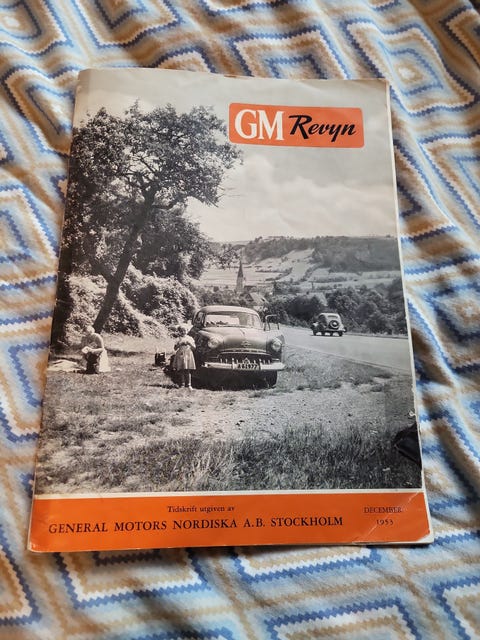 GM Revyn
Tidskrift utgiven av
GENERAL MOTORS NORDISKA A.B. STOCKHOLM
DECEMBER
1953